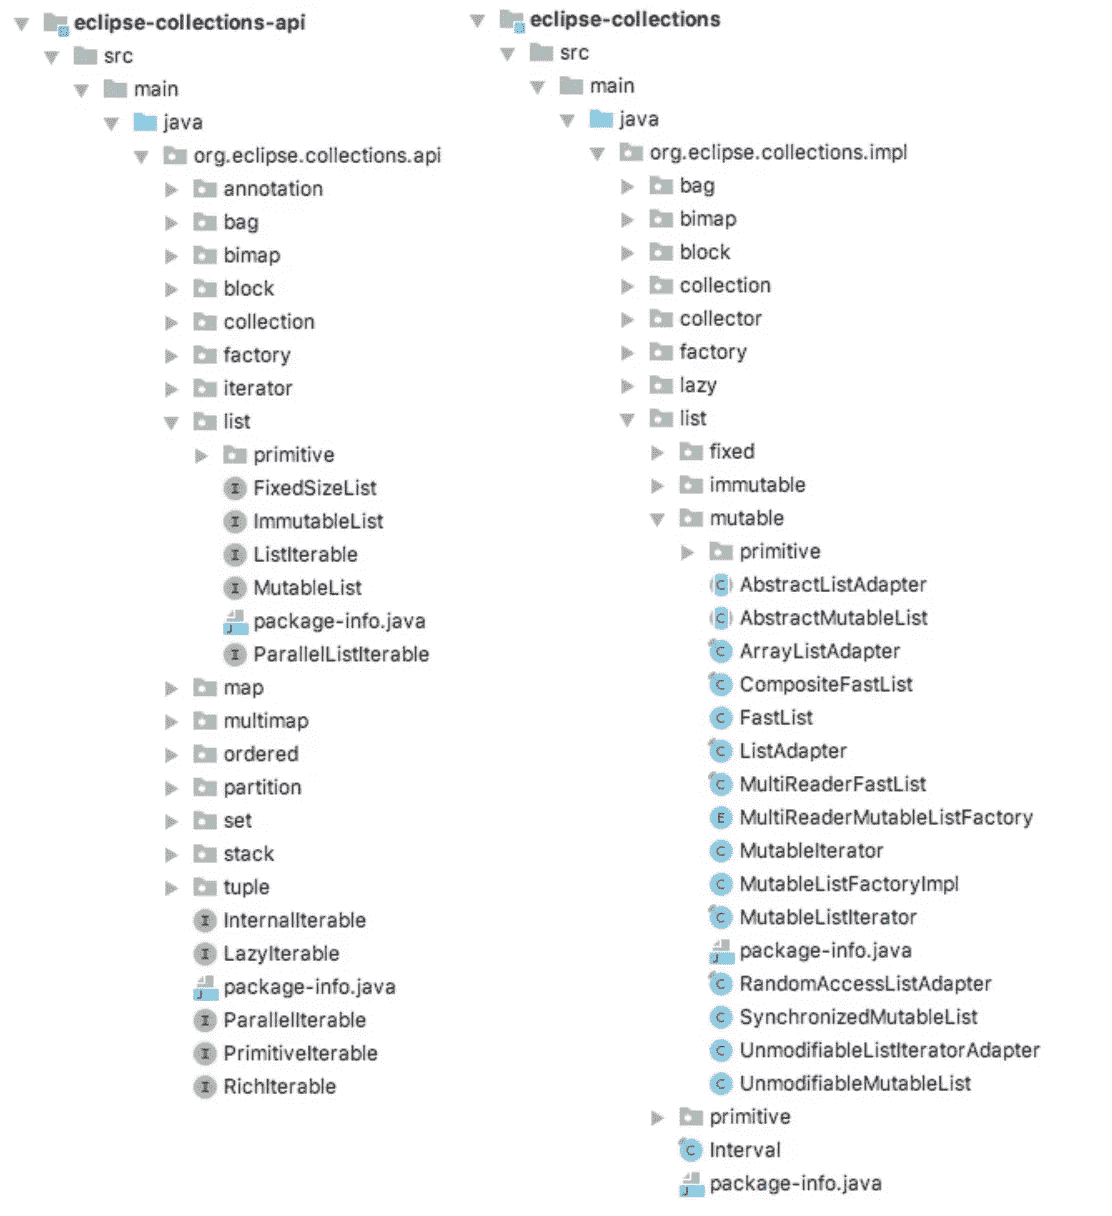 eclipse-collections-api
src
main
java
org.eclipse.collections.api
annotation
bag
bimap
block
collection
factory
iterator
list
primitive
FixedSizeList
ImmutableList
ListIterable
MutableList
package-info.java
ParallelListIterable
map
multimap
ordered
partition
set
stack
tuple
InternalIterable
LazyIterable
package-info.java
ParallelIterable
PrimitiveIterable
RichIterable
eclipse-collections
src
main
java
org.eclipse.collections.impl
bag
bimap
block
collection
collector
factory
lazy
list
fixed
immutable
mutable
primitive
AbstractListAdapter
AbstractMutableList
ArrayListAdapter
CompositeFastList
FastList
ListAdapter
MultiReaderFastList
MultiReaderMutableListFactory
MutableIterator
MutableListFactoryImpl
MutableListIterator
package-info.java
RandomAccessListAdapter
SynchronizedMutableList
UnmodifiableListIteratorAdapter
UnmodifiableMutableList
primitive
Interval
package-info.java